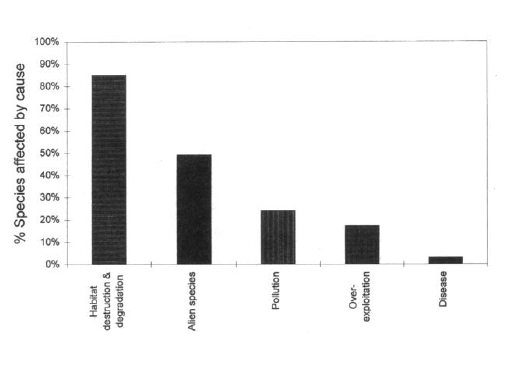 % Species affected by cause
100%
90%
80%
70%
60%
50%
40%
30%
20%
10%
0%
Habitat
destruction &
degradation
Alien species
Pollution
Over-
exploitation
Disease